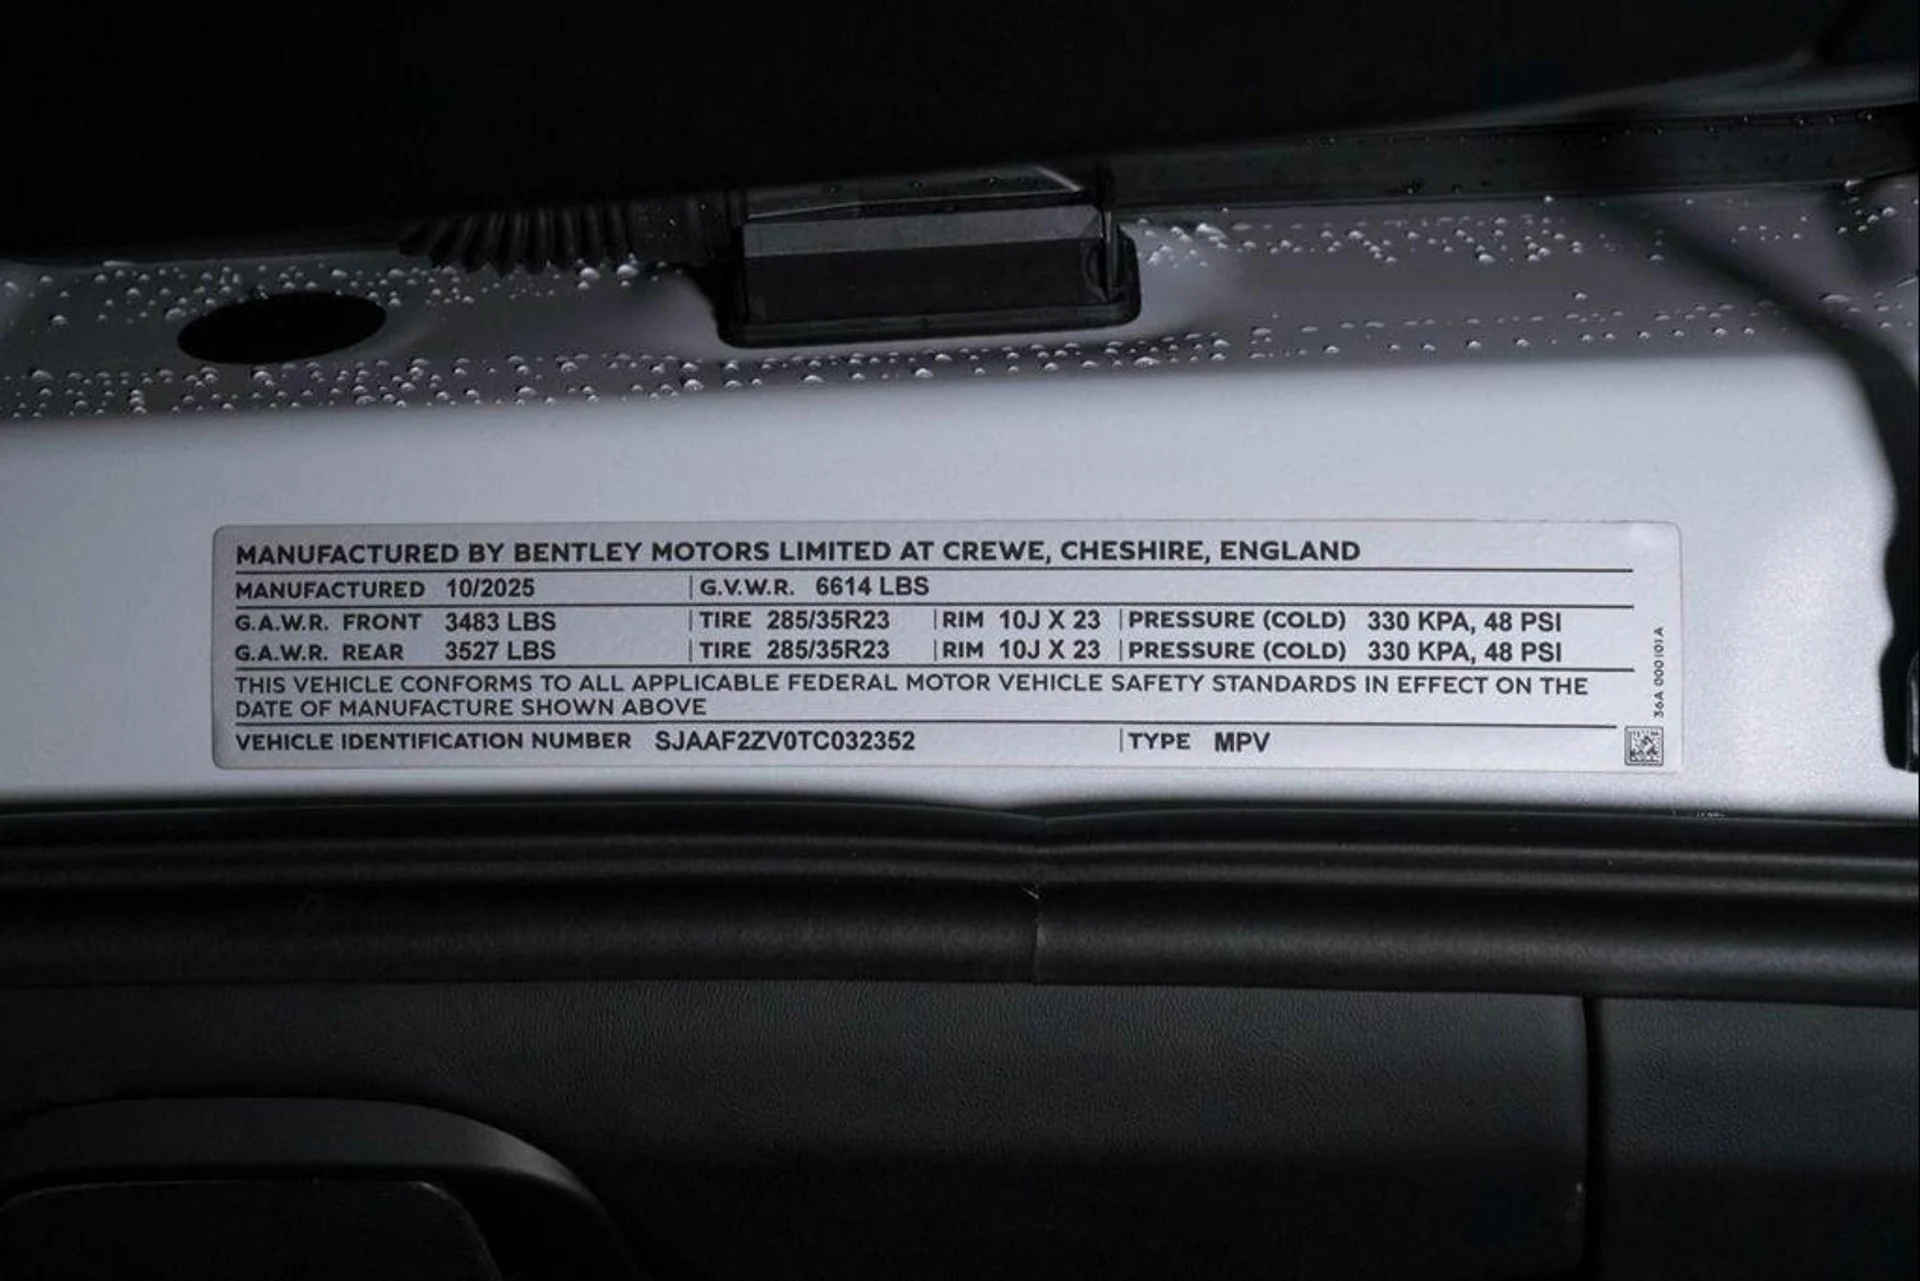 MANUFACTURED BY BENTLEY MOTORS LIMITED AT CREWE, CHESHIRE, ENGLAND
MANUFACTURED 10/2025 G.V.W.R. 6614 LBS
G.A.W.R. FRONT 3483 LBS TIRE 285/35R23 RIM 10J X 23 PRESSURE (COLD) 330 KPA, 48 PSI
G.A.W.R. REAR 3527 LBS TIRE 285/35R23 RIM 10J X 23 PRESSURE (COLD) 330 KPA, 48 PSI
THIS VEHICLE CONFORMS TO ALL APPLICABLE FEDERAL MOTOR VEHICLE SAFETY STANDARDS IN EFFECT ON THE
DATE OF MANUFACTURE SHOWN ABOVE
VEHICLE IDENTIFICATION NUMBER SJAAF2ZV0TC032352 TYPE MPV
36A 000101A